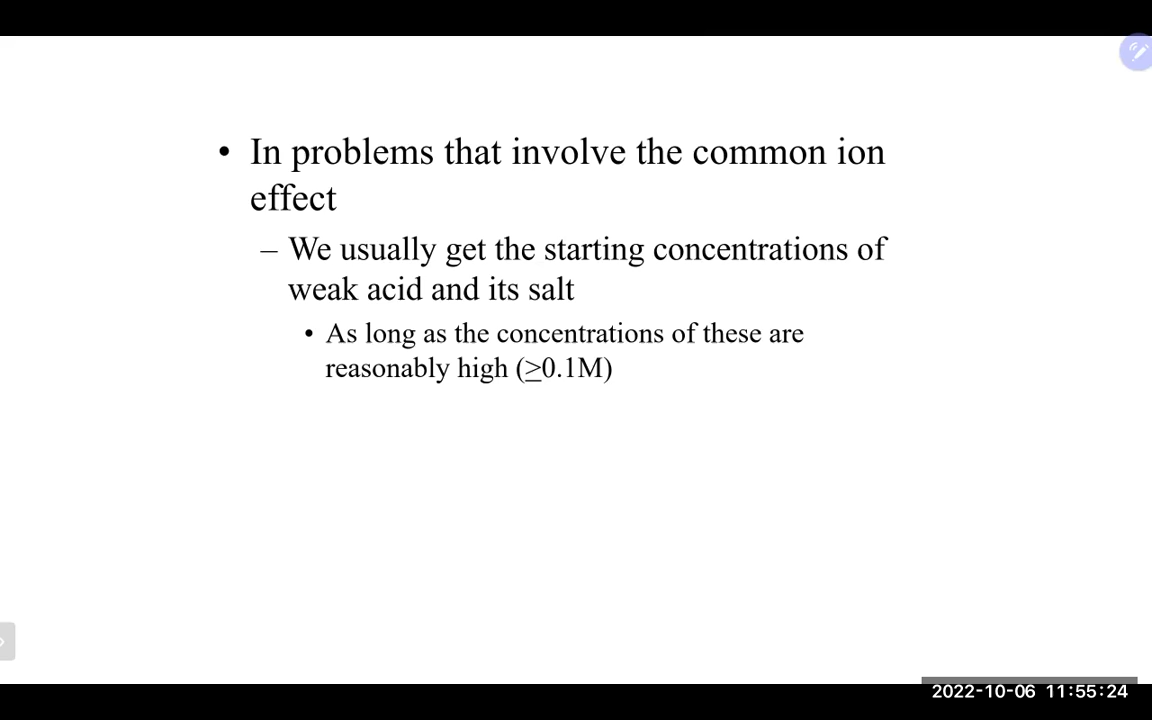 • In problems that involve the common ion
effect
– We usually get the starting concentrations of
weak acid and its salt
• As long as the concentrations of these are
reasonably high (≥0.1M)
2022-10-06 11:55:24